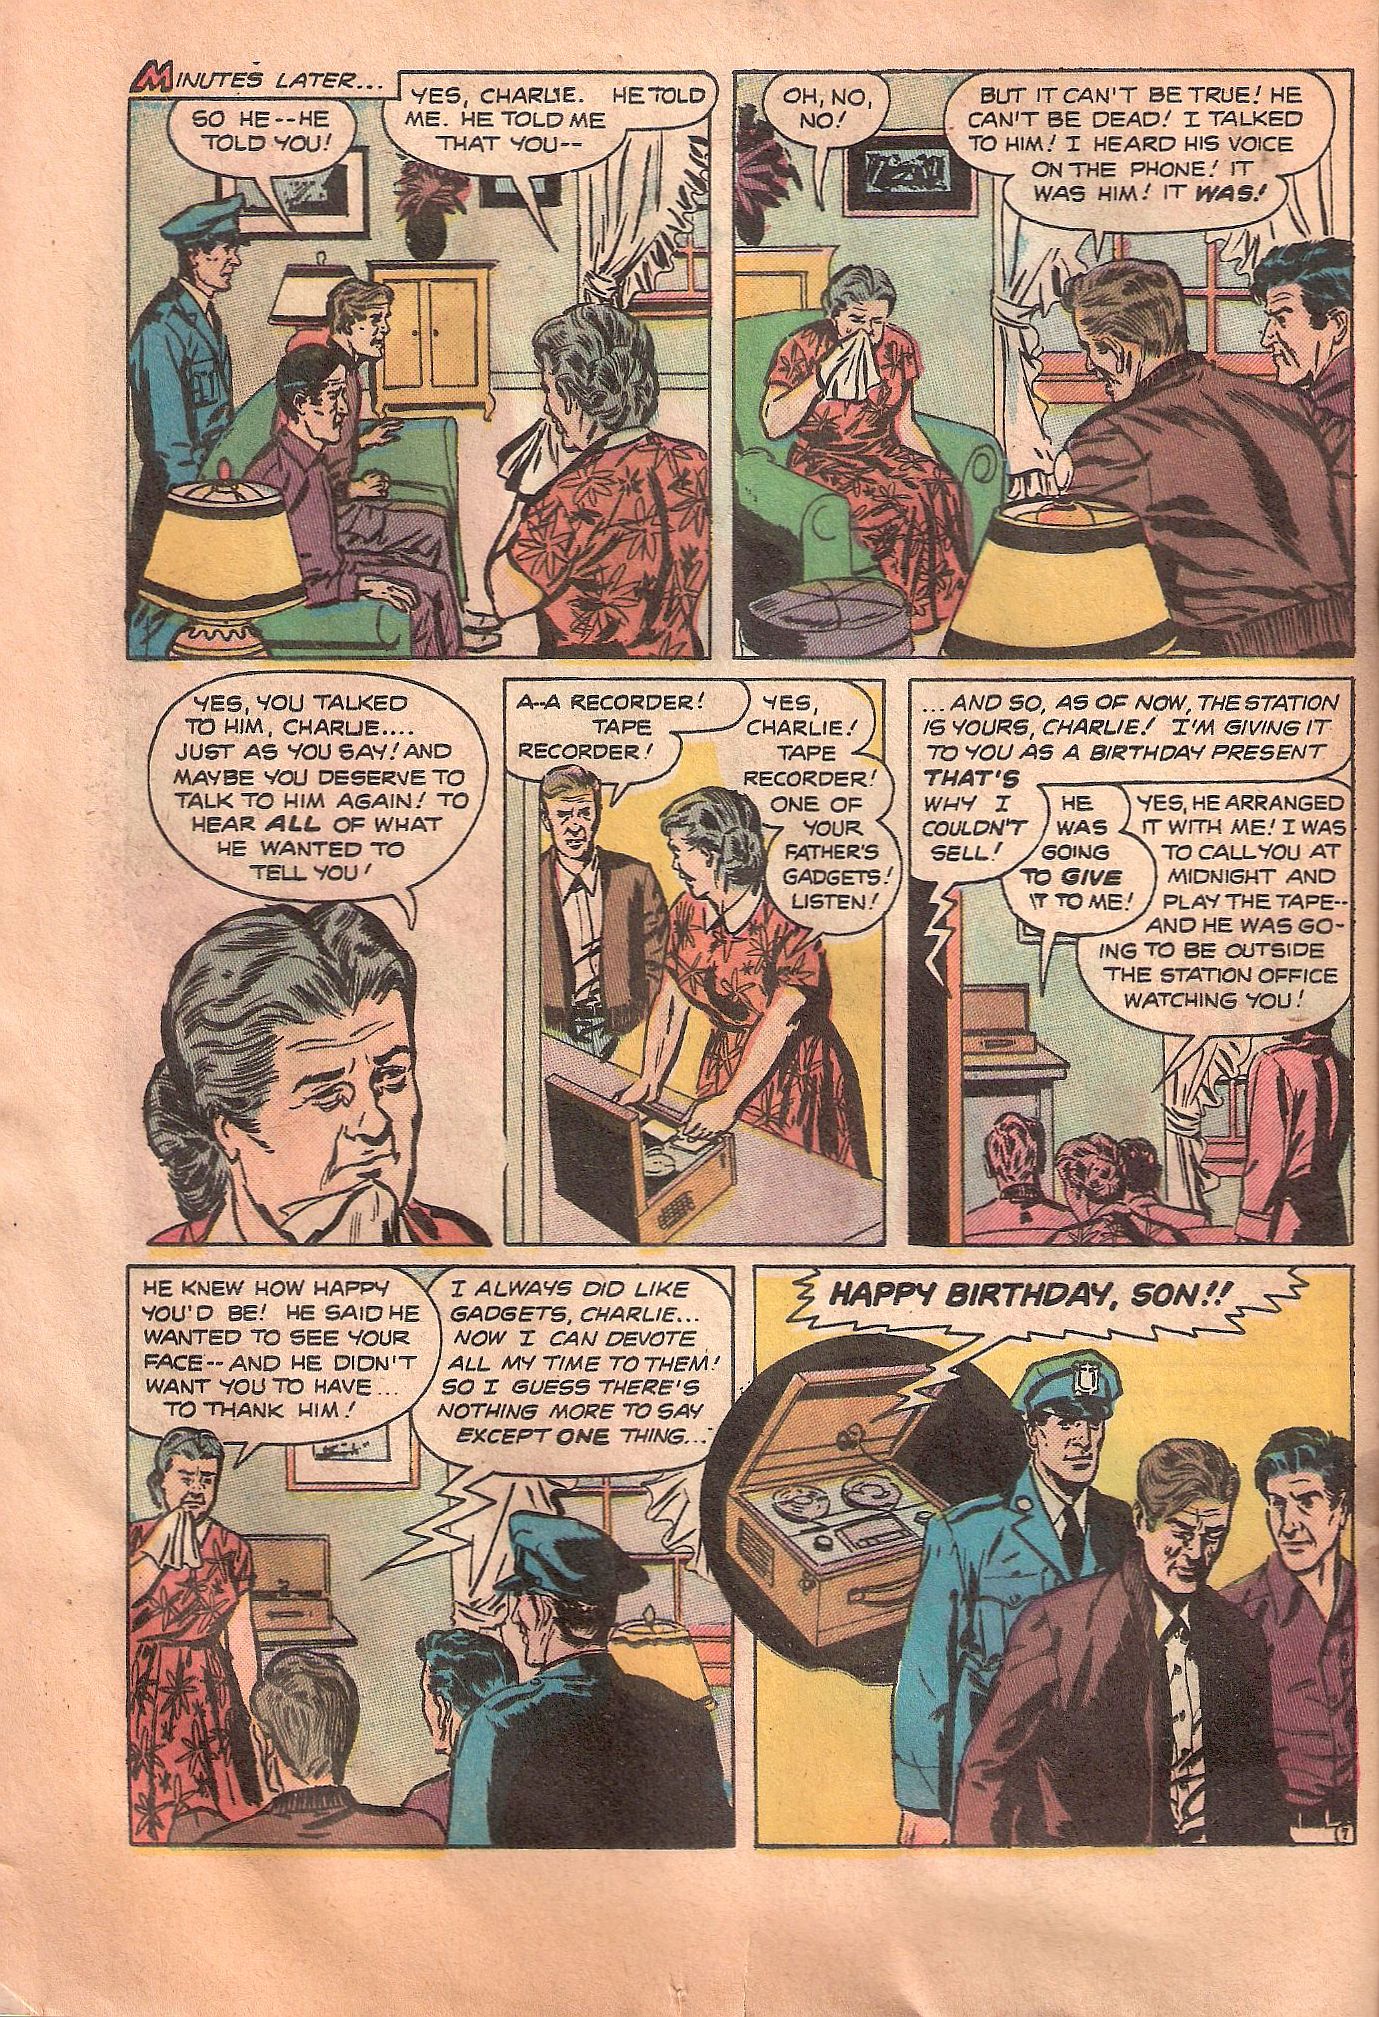 MINUTES LATER...
SO HE--HE
TOLD YOU!
YES, CHARLIE. HE TOLD
ME. HE TOLD ME
THAT YOU--
OH, NO,
NO!
BUT IT CAN'T BE TRUE! HE
CAN'T BE DEAD! I TALKED
TO HIM! I HEARD HIS VOICE
ON THE PHONE! IT
WAS HIM! IT WAS!
YES, YOU TALKED
TO HIM, CHARLIE....
JUST AS YOU SAY! AND
MAYBE YOU DESERVE TO
TALK TO HIM AGAIN! TO
HEAR ALL OF WHAT
HE WANTED TO
TELL YOU!
A--A RECORDER!
TAPE
RECORDER!
YES,
CHARLIE!
TAPE
RECORDER!
ONE OF
YOUR
FATHER'S
GADGETS!
LISTEN!
...AND SO, AS OF NOW, THE STATION
IS YOURS, CHARLIE! I'M GIVING IT
TO YOU AS A BIRTHDAY PRESENT
THAT'S
WHY I
COULDN'T
SELL!
HE
WAS
GOING
TO GIVE
IT TO ME!
YES, HE ARRANGED
IT WITH ME! I WAS
TO CALL YOU AT
MIDNIGHT AND
PLAY THE TAPE--
AND HE WAS GO-
ING TO BE OUTSIDE
THE STATION OFFICE
WATCHING YOU!
HE KNEW HOW HAPPY
YOU'D BE! HE SAID HE
WANTED TO SEE YOUR
FACE--AND HE DIDN'T
WANT YOU TO HAVE...
TO THANK HIM!
I ALWAYS DID LIKE
GADGETS, CHARLIE...
NOW I CAN DEVOTE
ALL MY TIME TO THEM!
SO I GUESS THERE'S
NOTHING MORE TO SAY
EXCEPT ONE THING...
HAPPY BIRTHDAY, SON!!
7